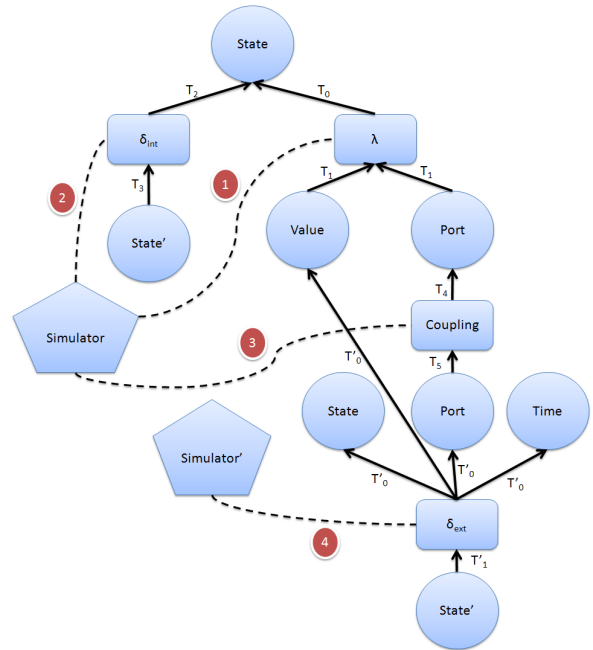 State
T₂ T₀
δint λ
1
2 T₃ T₁ T₁
State’ Value Port
T₄
Simulator Coupling
3
T’₀ T₅
State Port Time
Simulator’
T’₀ T’₀ T’₀
δext
4
T’₁
State’